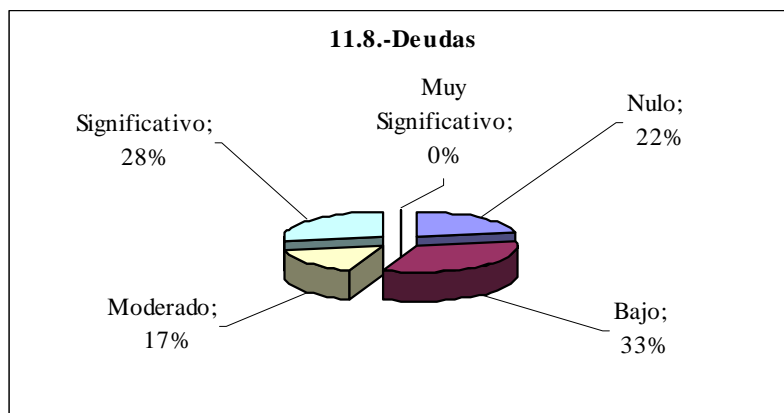 11.8.-Deudas
Muy
Significativo;
0%
Nulo;
22%
Significativo;
28%
Moderado;
17%
Bajo;
33%